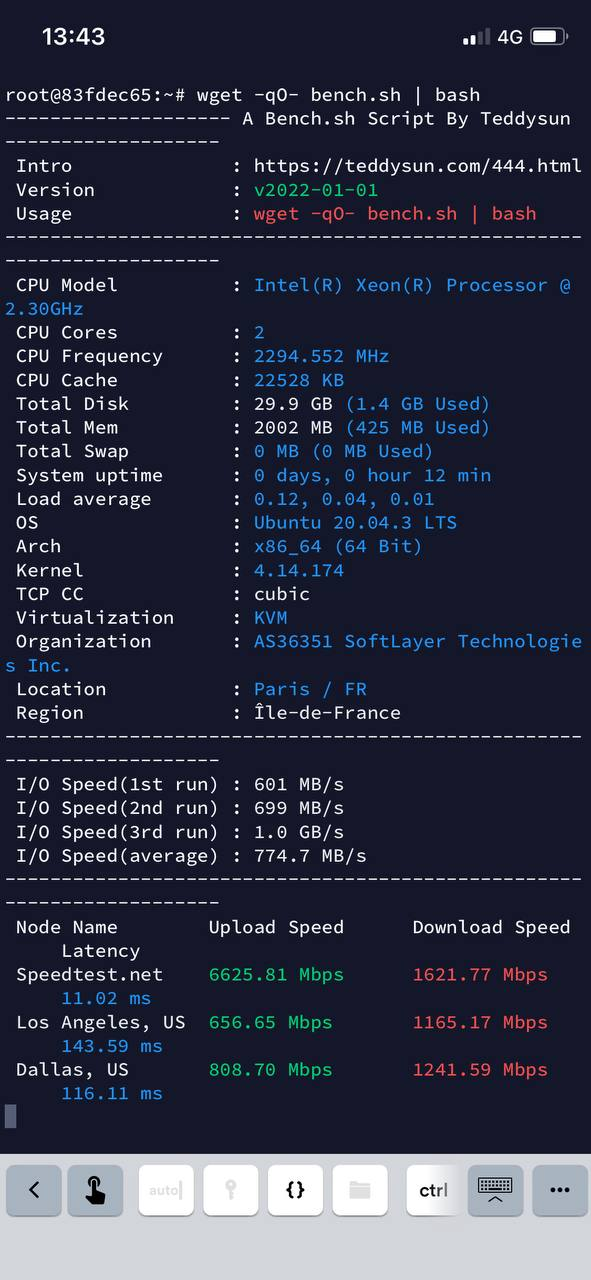 13:43
4G
root@83fdec65:~# wget -qO- bench.sh | bash
-------------------- A Bench.sh Script By Teddysun
-------------------
 Intro              : https://teddysun.com/444.html
 Version            : v2022-01-01
 Usage              : wget -qO- bench.sh | bash
---------------------------------------------------
-------------------
 CPU Model          : Intel(R) Xeon(R) Processor @
2.30GHz
 CPU Cores          : 2
 CPU Frequency      : 2294.552 MHz
 CPU Cache          : 22528 KB
 Total Disk         : 29.9 GB (1.4 GB Used)
 Total Mem          : 2002 MB (425 MB Used)
 Total Swap         : 0 MB (0 MB Used)
 System uptime      : 0 days, 0 hour 12 min
 Load average       : 0.12, 0.04, 0.01
 OS                 : Ubuntu 20.04.3 LTS
 Arch               : x86_64 (64 Bit)
 Kernel             : 4.14.174
 TCP CC             : cubic
 Virtualization     : KVM
 Organization       : AS36351 SoftLayer Technologie
s Inc.
 Location           : Paris / FR
 Region             : Île-de-France
---------------------------------------------------
-------------------
 I/O Speed(1st run) : 601 MB/s
 I/O Speed(2nd run) : 699 MB/s
 I/O Speed(3rd run) : 1.0 GB/s
 I/O Speed(average) : 774.7 MB/s
---------------------------------------------------
-------------------
 Node Name        Upload Speed      Download Speed
     Latency
 Speedtest.net    6625.81 Mbps      1621.77 Mbps
     11.02 ms
 Los Angeles, US  656.65 Mbps       1165.17 Mbps
     143.59 ms
 Dallas, US       808.70 Mbps       1241.59 Mbps
     116.11 ms
auto
{}
ctrl